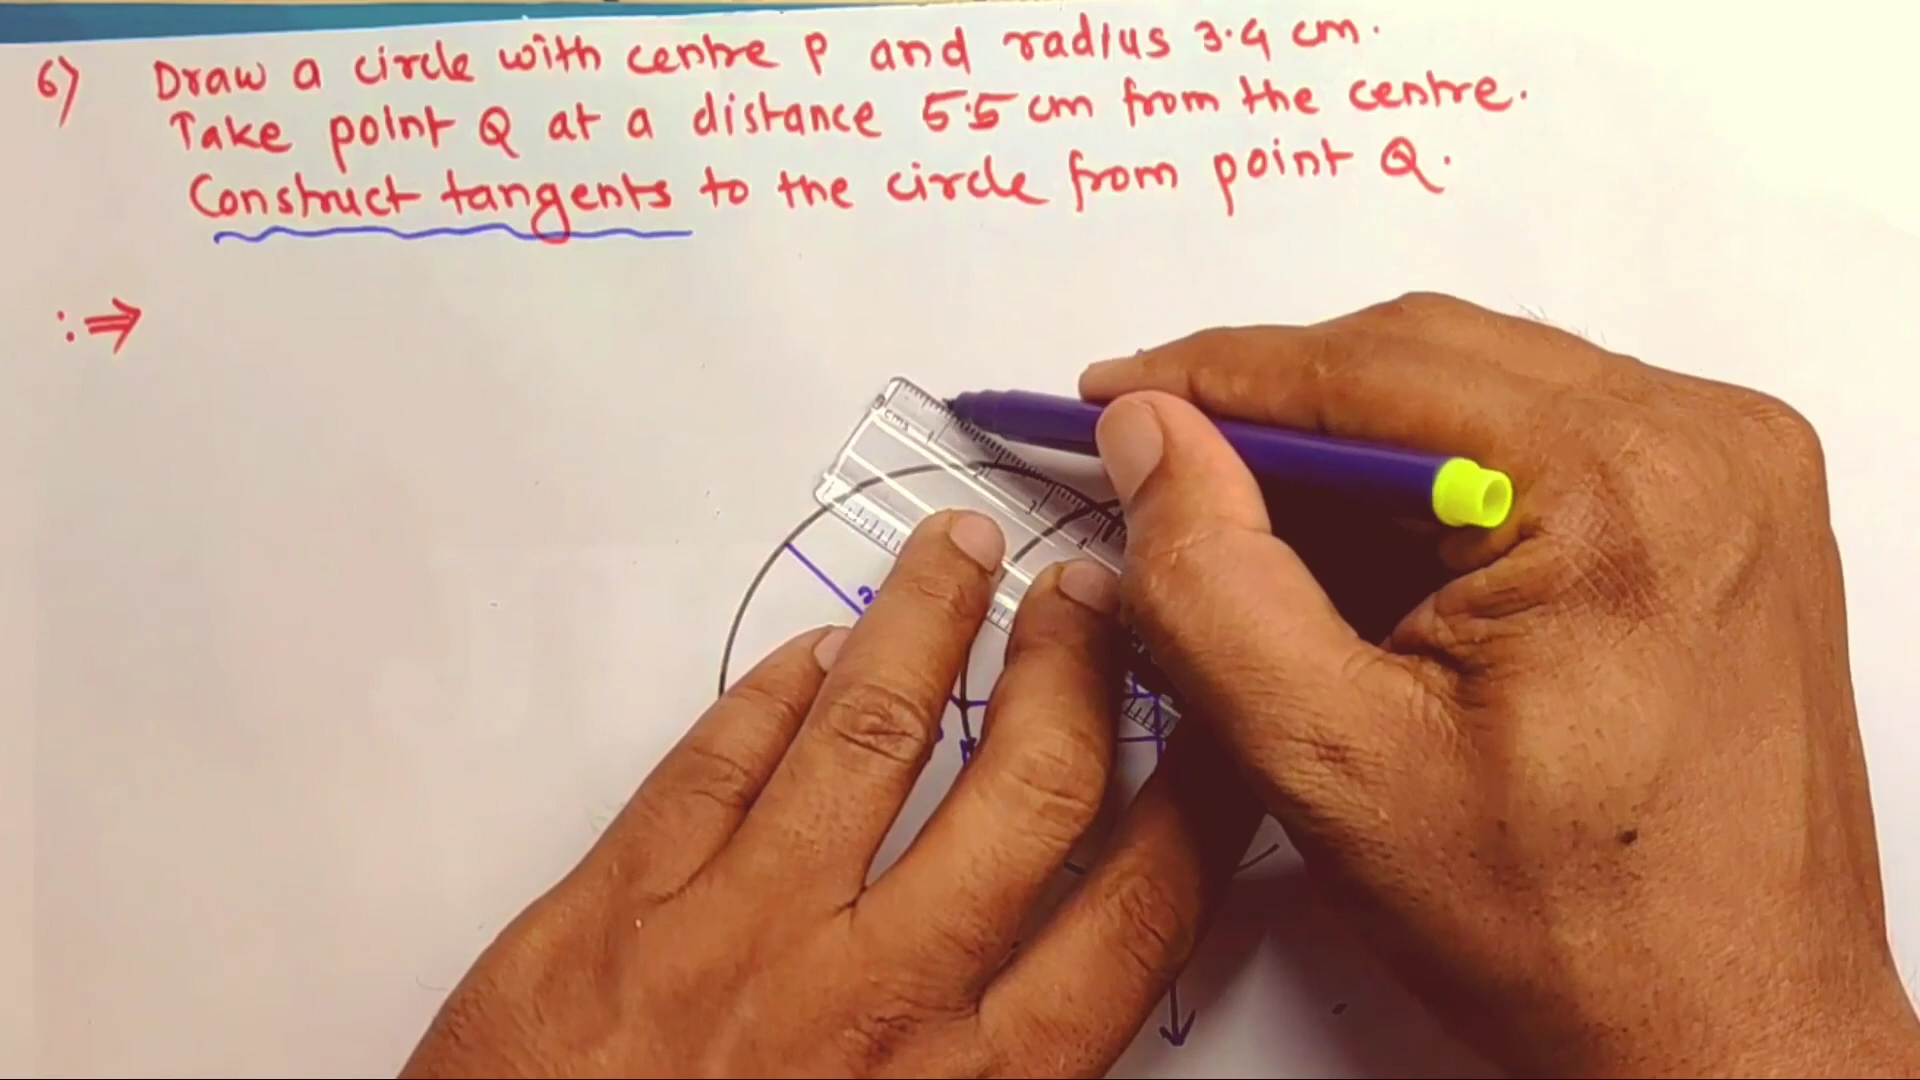 6) Draw a circle with centre P and radius 3.4 cm.
Take point Q at a distance 5.5 cm from the centre.
Construct tangents to the circle from point Q.
∴⇒
cms